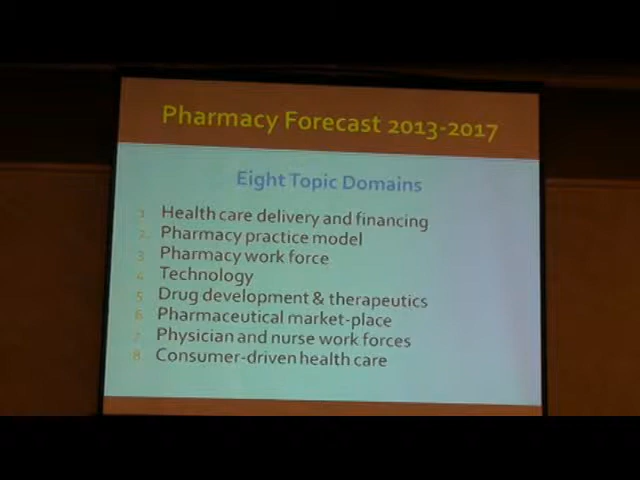 Pharmacy Forecast 2013-2017
Eight Topic Domains
1. Health care delivery and financing
2. Pharmacy practice model
3. Pharmacy work force
4. Technology
5. Drug development & therapeutics
6. Pharmaceutical market-place
7. Physician and nurse work forces
8. Consumer-driven health care